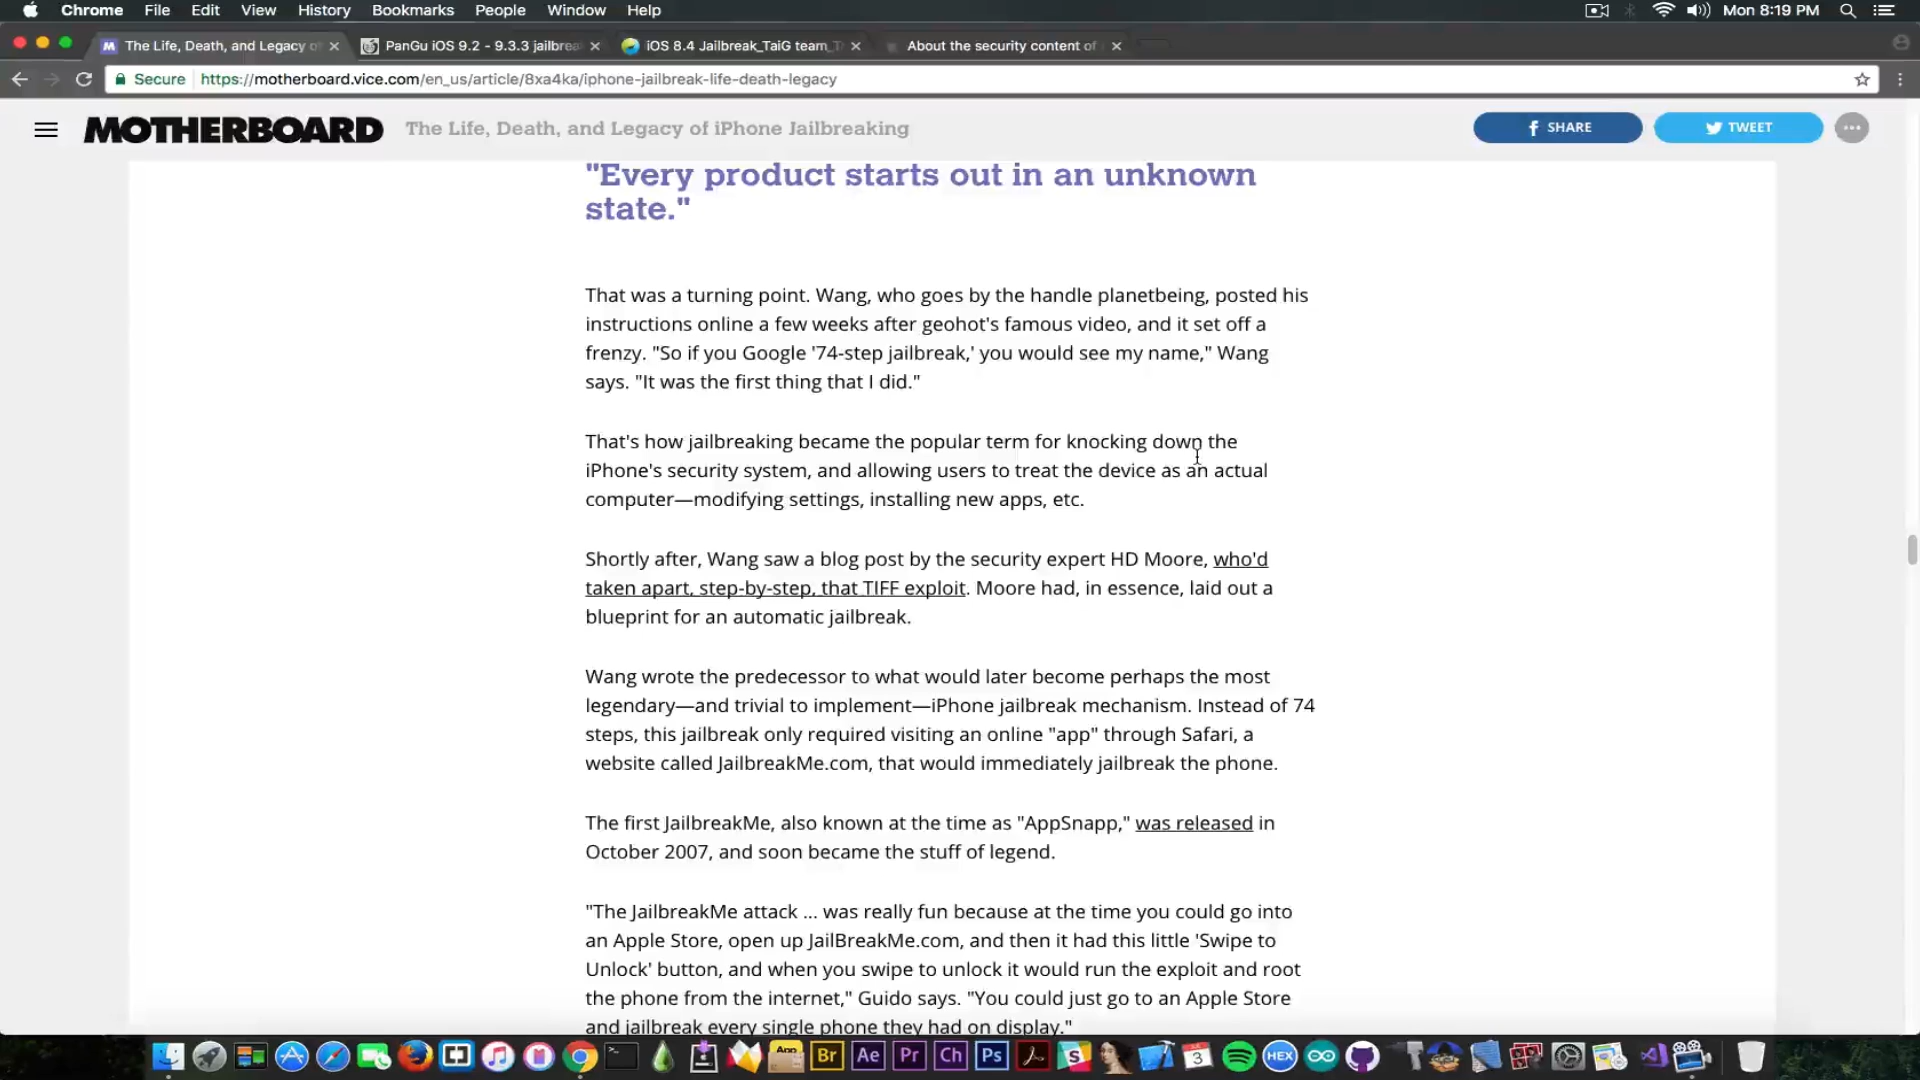 Chrome File Edit View History Bookmarks People Window Help Mon 8:19 PM
The Life, Death, and Legacy o PanGu iOS 9.2 - 9.3.3 jailbrea iOS 8.4 Jailbreak_TaiG team_T About the security content of
Secure https://motherboard.vice.com/en_us/article/8xa4ka/iphone-jailbreak-life-death-legacy
MOTHERBOARD The Life, Death, and Legacy of iPhone Jailbreaking SHARE TWEET
"Every product starts out in an unknown
state."
That was a turning point. Wang, who goes by the handle planetbeing, posted his
instructions online a few weeks after geohot's famous video, and it set off a
frenzy. "So if you Google '74-step jailbreak,' you would see my name," Wang
says. "It was the first thing that I did."
That's how jailbreaking became the popular term for knocking down the
iPhone's security system, and allowing users to treat the device as an actual
computer—modifying settings, installing new apps, etc.
Shortly after, Wang saw a blog post by the security expert HD Moore, who'd
taken apart, step-by-step, that TIFF exploit. Moore had, in essence, laid out a
blueprint for an automatic jailbreak.
Wang wrote the predecessor to what would later become perhaps the most
legendary—and trivial to implement—iPhone jailbreak mechanism. Instead of 74
steps, this jailbreak only required visiting an online "app" through Safari, a
website called JailbreakMe.com, that would immediately jailbreak the phone.
The first JailbreakMe, also known at the time as "AppSnapp," was released in
October 2007, and soon became the stuff of legend.
"The JailbreakMe attack ... was really fun because at the time you could go into
an Apple Store, open up JailBreakMe.com, and then it had this little 'Swipe to
Unlock' button, and when you swipe to unlock it would run the exploit and root
the phone from the internet," Guido says. "You could just go to an Apple Store
and jailbreak every single phone they had on display."
App Br Ae Pr Ch Ps 3 HEX